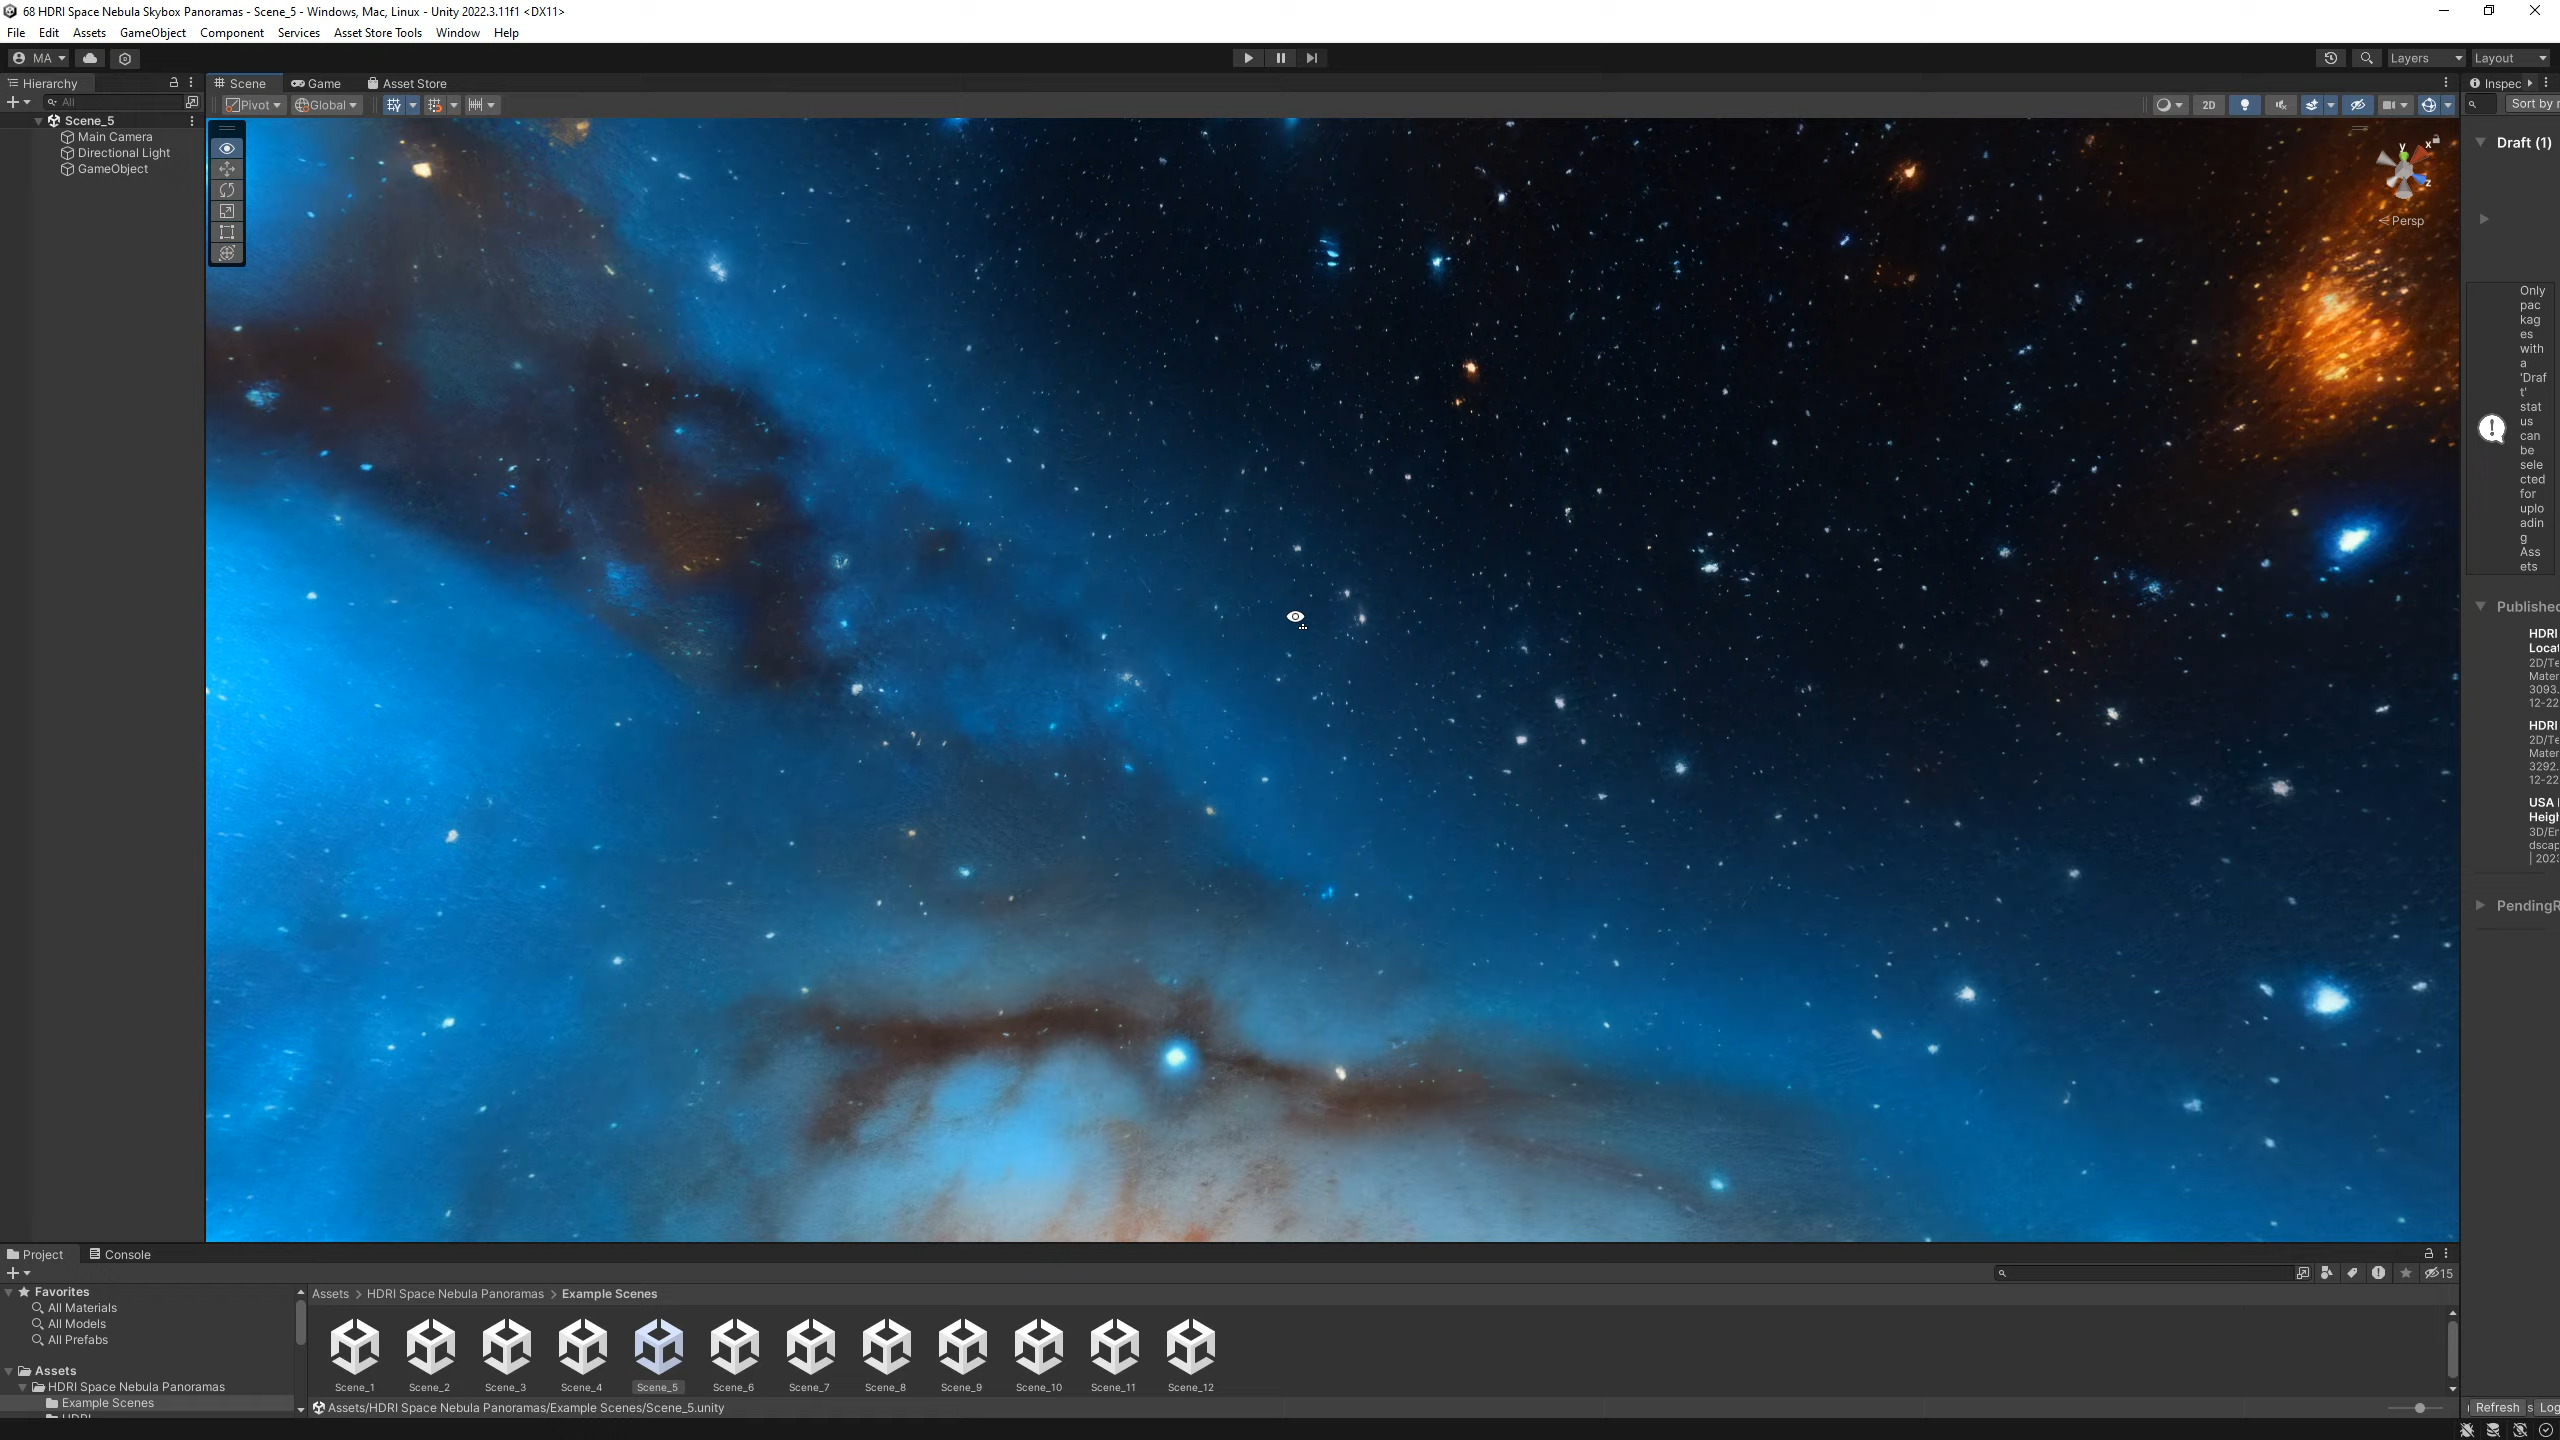 68 HDRI Space Nebula Skybox Panoramas - Scene_5 - Windows, Mac, Linux - Unity 2022.3.11f1 <DX11>
File Edit Assets GameObject Component Services Asset Store Tools Window Help
MA Layers Layout
Hierarchy Scene Game Asset Store Inspec
All Pivot Global 2D Sort by
Scene_5
Main Camera
Directional Light
GameObject
y x z
Persp
Draft (1)
Only
pac
kag
es
with
a
'Draf
t'
stat
us
can
be
sele
cted
for
uplo
adin
g
Ass
ets
Published
HDRI
Locat
2D/Te
Mater
3093.
12-22
HDRI
2D/Te
Mater
3292.
12-22
USA
Heigh
3D/En
dscap
| 2023
PendingR
Project Console
15
Favorites
All Materials
All Models
All Prefabs
Assets
HDRI Space Nebula Panoramas
Example Scenes
Assets > HDRI Space Nebula Panoramas > Example Scenes
Scene_1 Scene_2 Scene_3 Scene_4 Scene_5 Scene_6 Scene_7 Scene_8 Scene_9 Scene_10 Scene_11 Scene_12
Assets/HDRI Space Nebula Panoramas/Example Scenes/Scene_5.unity
Refresh s Log